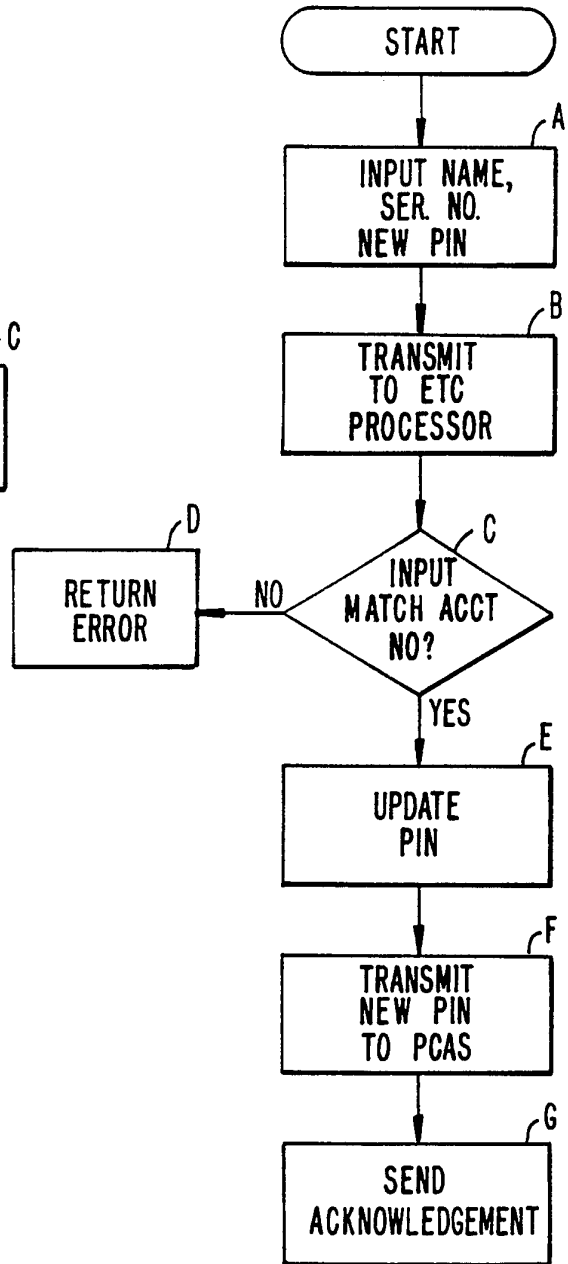 START
A
INPUT NAME,
SER. NO.
NEW PIN
B
TRANSMIT
TO ETC
PROCESSOR
C
C
INPUT
MATCH ACCT
NO?
NO
D
RETURN
ERROR
YES
E
UPDATE
PIN
F
TRANSMIT
NEW PIN
TO PCAS
G
SEND
ACKNOWLEDGEMENT